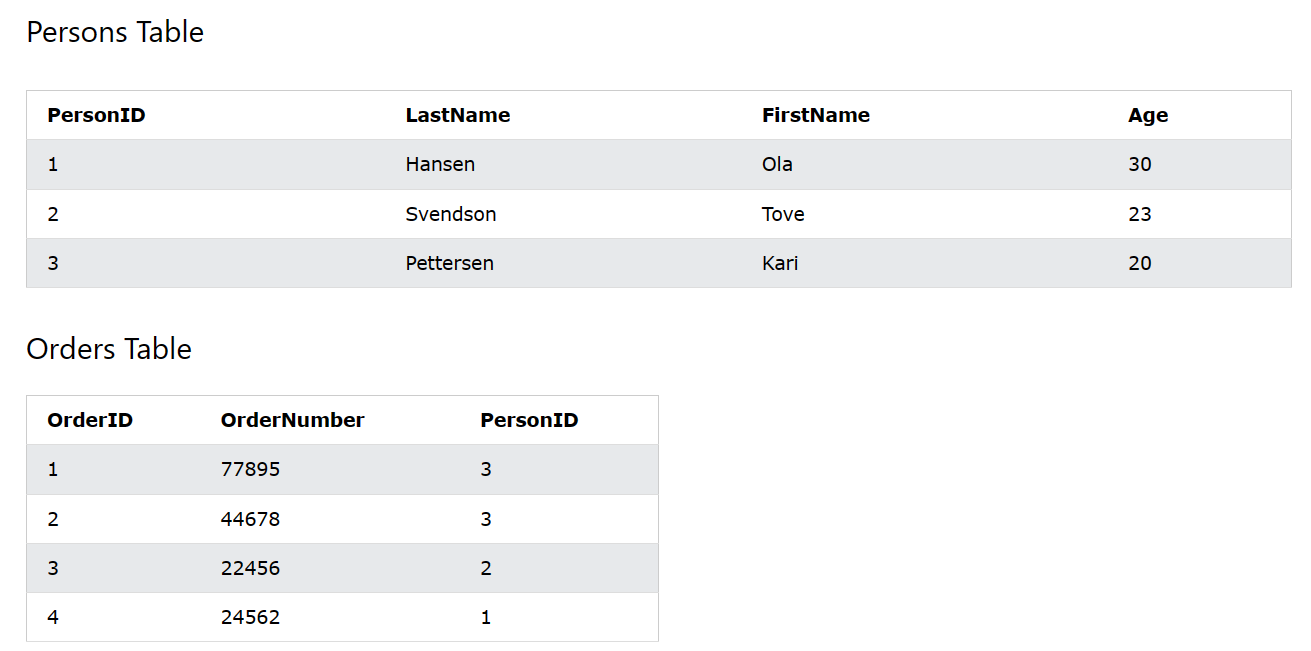 Persons Table
PersonID LastName FirstName Age
1 Hansen Ola 30
2 Svendson Tove 23
3 Pettersen Kari 20
Orders Table
OrderID OrderNumber PersonID
1 77895 3
2 44678 3
3 22456 2
4 24562 1